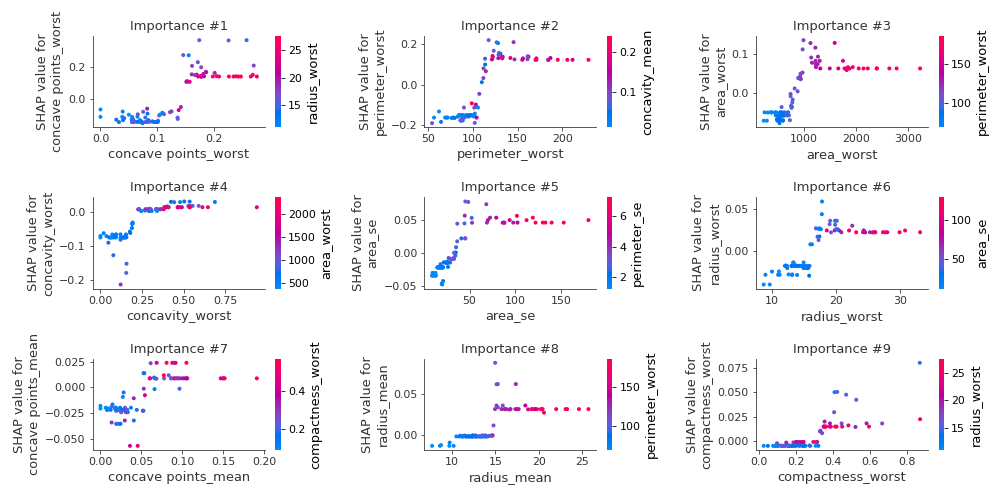 Importance #1
SHAP value for
concave points_worst
0.2
0.0
0.0
0.1
0.2
concave points_worst
25
20
15
radius_worst
Importance #2
SHAP value for
perimeter_worst
0.2
0.0
−0.2
50
100
150
200
perimeter_worst
0.2
0.1
concavity_mean
Importance #3
SHAP value for
area_worst
0.1
0.0
1000
2000
3000
area_worst
150
100
perimeter_worst
Importance #4
SHAP value for
concavity_worst
0.0
−0.1
−0.2
0.00
0.25
0.50
0.75
concavity_worst
2000
1500
1000
500
area_worst
Importance #5
SHAP value for
area_se
0.05
0.00
−0.05
50
100
150
area_se
6
4
2
perimeter_se
Importance #6
SHAP value for
radius_worst
0.05
0.00
10
20
30
radius_worst
100
50
area_se
Importance #7
SHAP value for
concave points_mean
0.025
0.000
−0.025
−0.050
0.00
0.05
0.10
0.15
0.20
concave points_mean
0.4
0.2
compactness_worst
Importance #8
SHAP value for
radius_mean
0.05
0.00
10
15
20
25
radius_mean
150
100
perimeter_worst
Importance #9
SHAP value for
compactness_worst
0.075
0.050
0.025
0.000
0.0
0.2
0.4
0.6
0.8
compactness_worst
25
20
15
radius_worst